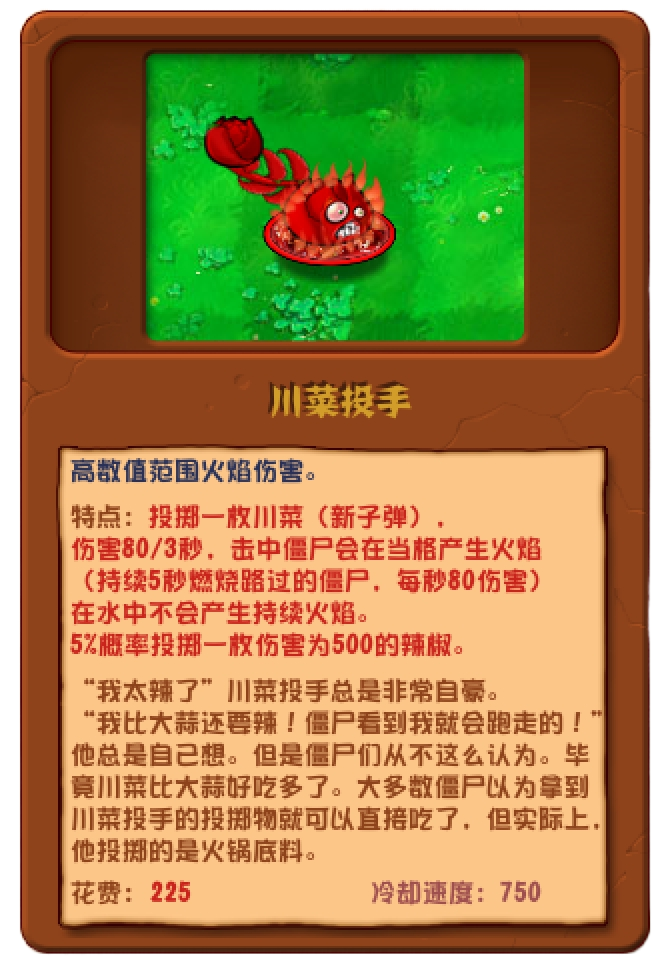 川菜投手
高数值范围火焰伤害。
特点：投掷一枚川菜（新子弹），
伤害80/3秒，击中僵尸会在当格产生火焰
（持续5秒燃烧路过的僵尸，每秒80伤害）
在水中不会产生持续火焰。
5%概率投掷一枚伤害为500的辣椒。
“我太辣了”川菜投手总是非常自豪。
“我比大蒜还要辣！僵尸看到我就会跑走的！”
他总是自己想。但是僵尸们从不这么认为。毕
竟川菜比大蒜好吃多了。大多数僵尸以为拿到
川菜投手的投掷物就可以直接吃了，但实际上，
他投掷的是火锅底料。
花费：225 冷却速度：750